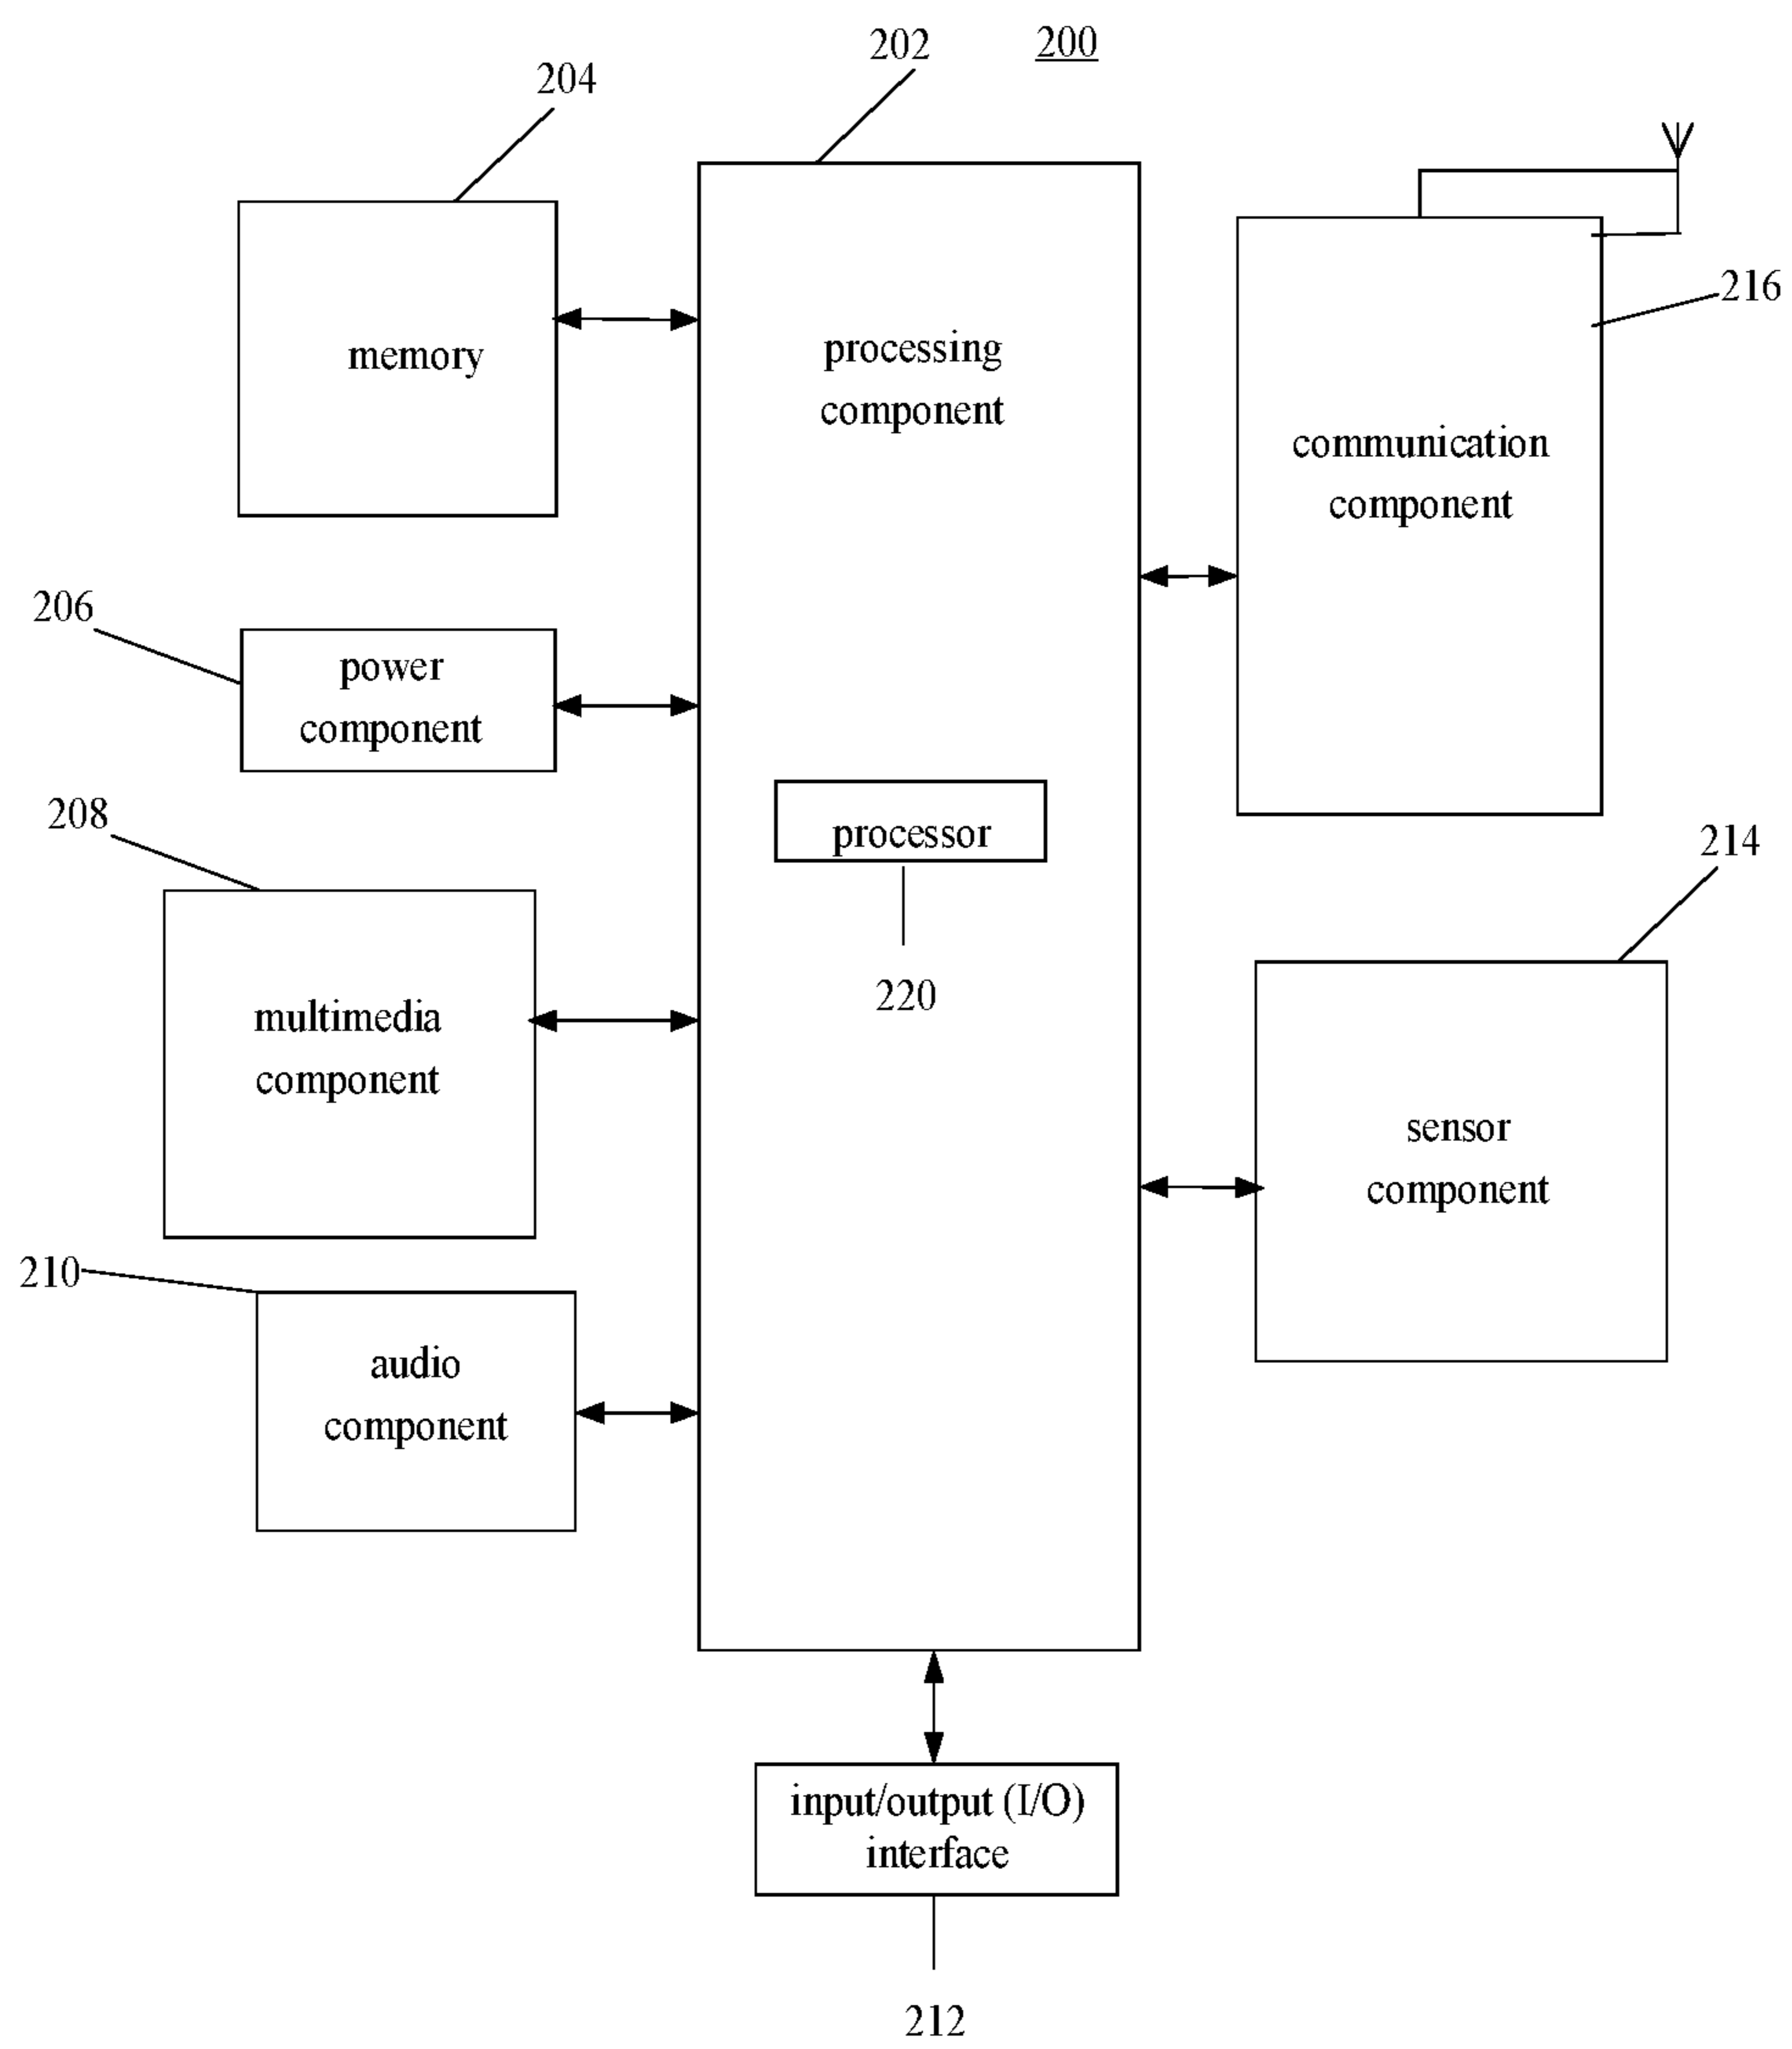 202
200
204
216
memory
processing
component
communication
component
206
power
component
208
processor
214
220
multimedia
component
sensor
component
210
audio
component
input/output (I/O)
interface
212